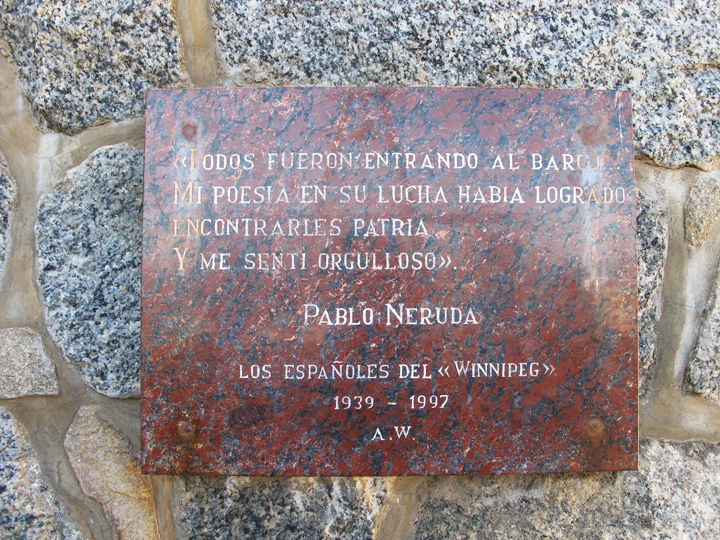 «Todos fueron entrando al barco.
Mi poesia en su lucha habia logrado
encontrarles patria.
Y me senti orgulloso».
Pablo Neruda
los españoles del «Winnipeg»
1939 - 1997
A.W.